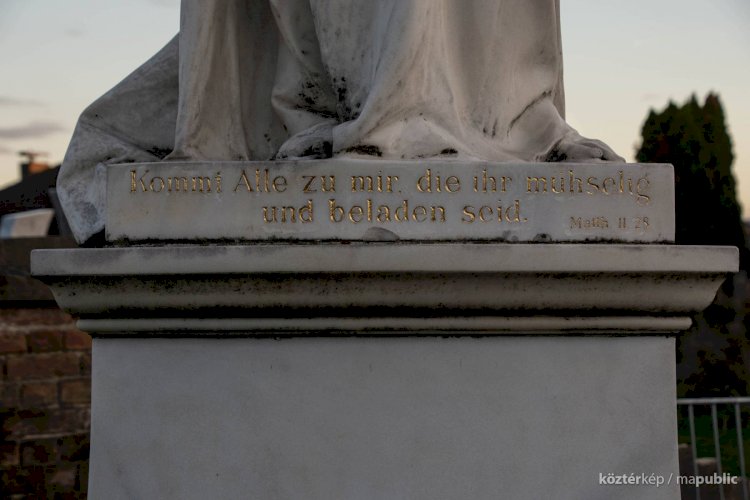 Kommt Alle zu mir, die ihr mühselig
und beladen seid.
Matth. 11 28
köztérkép / mapublic